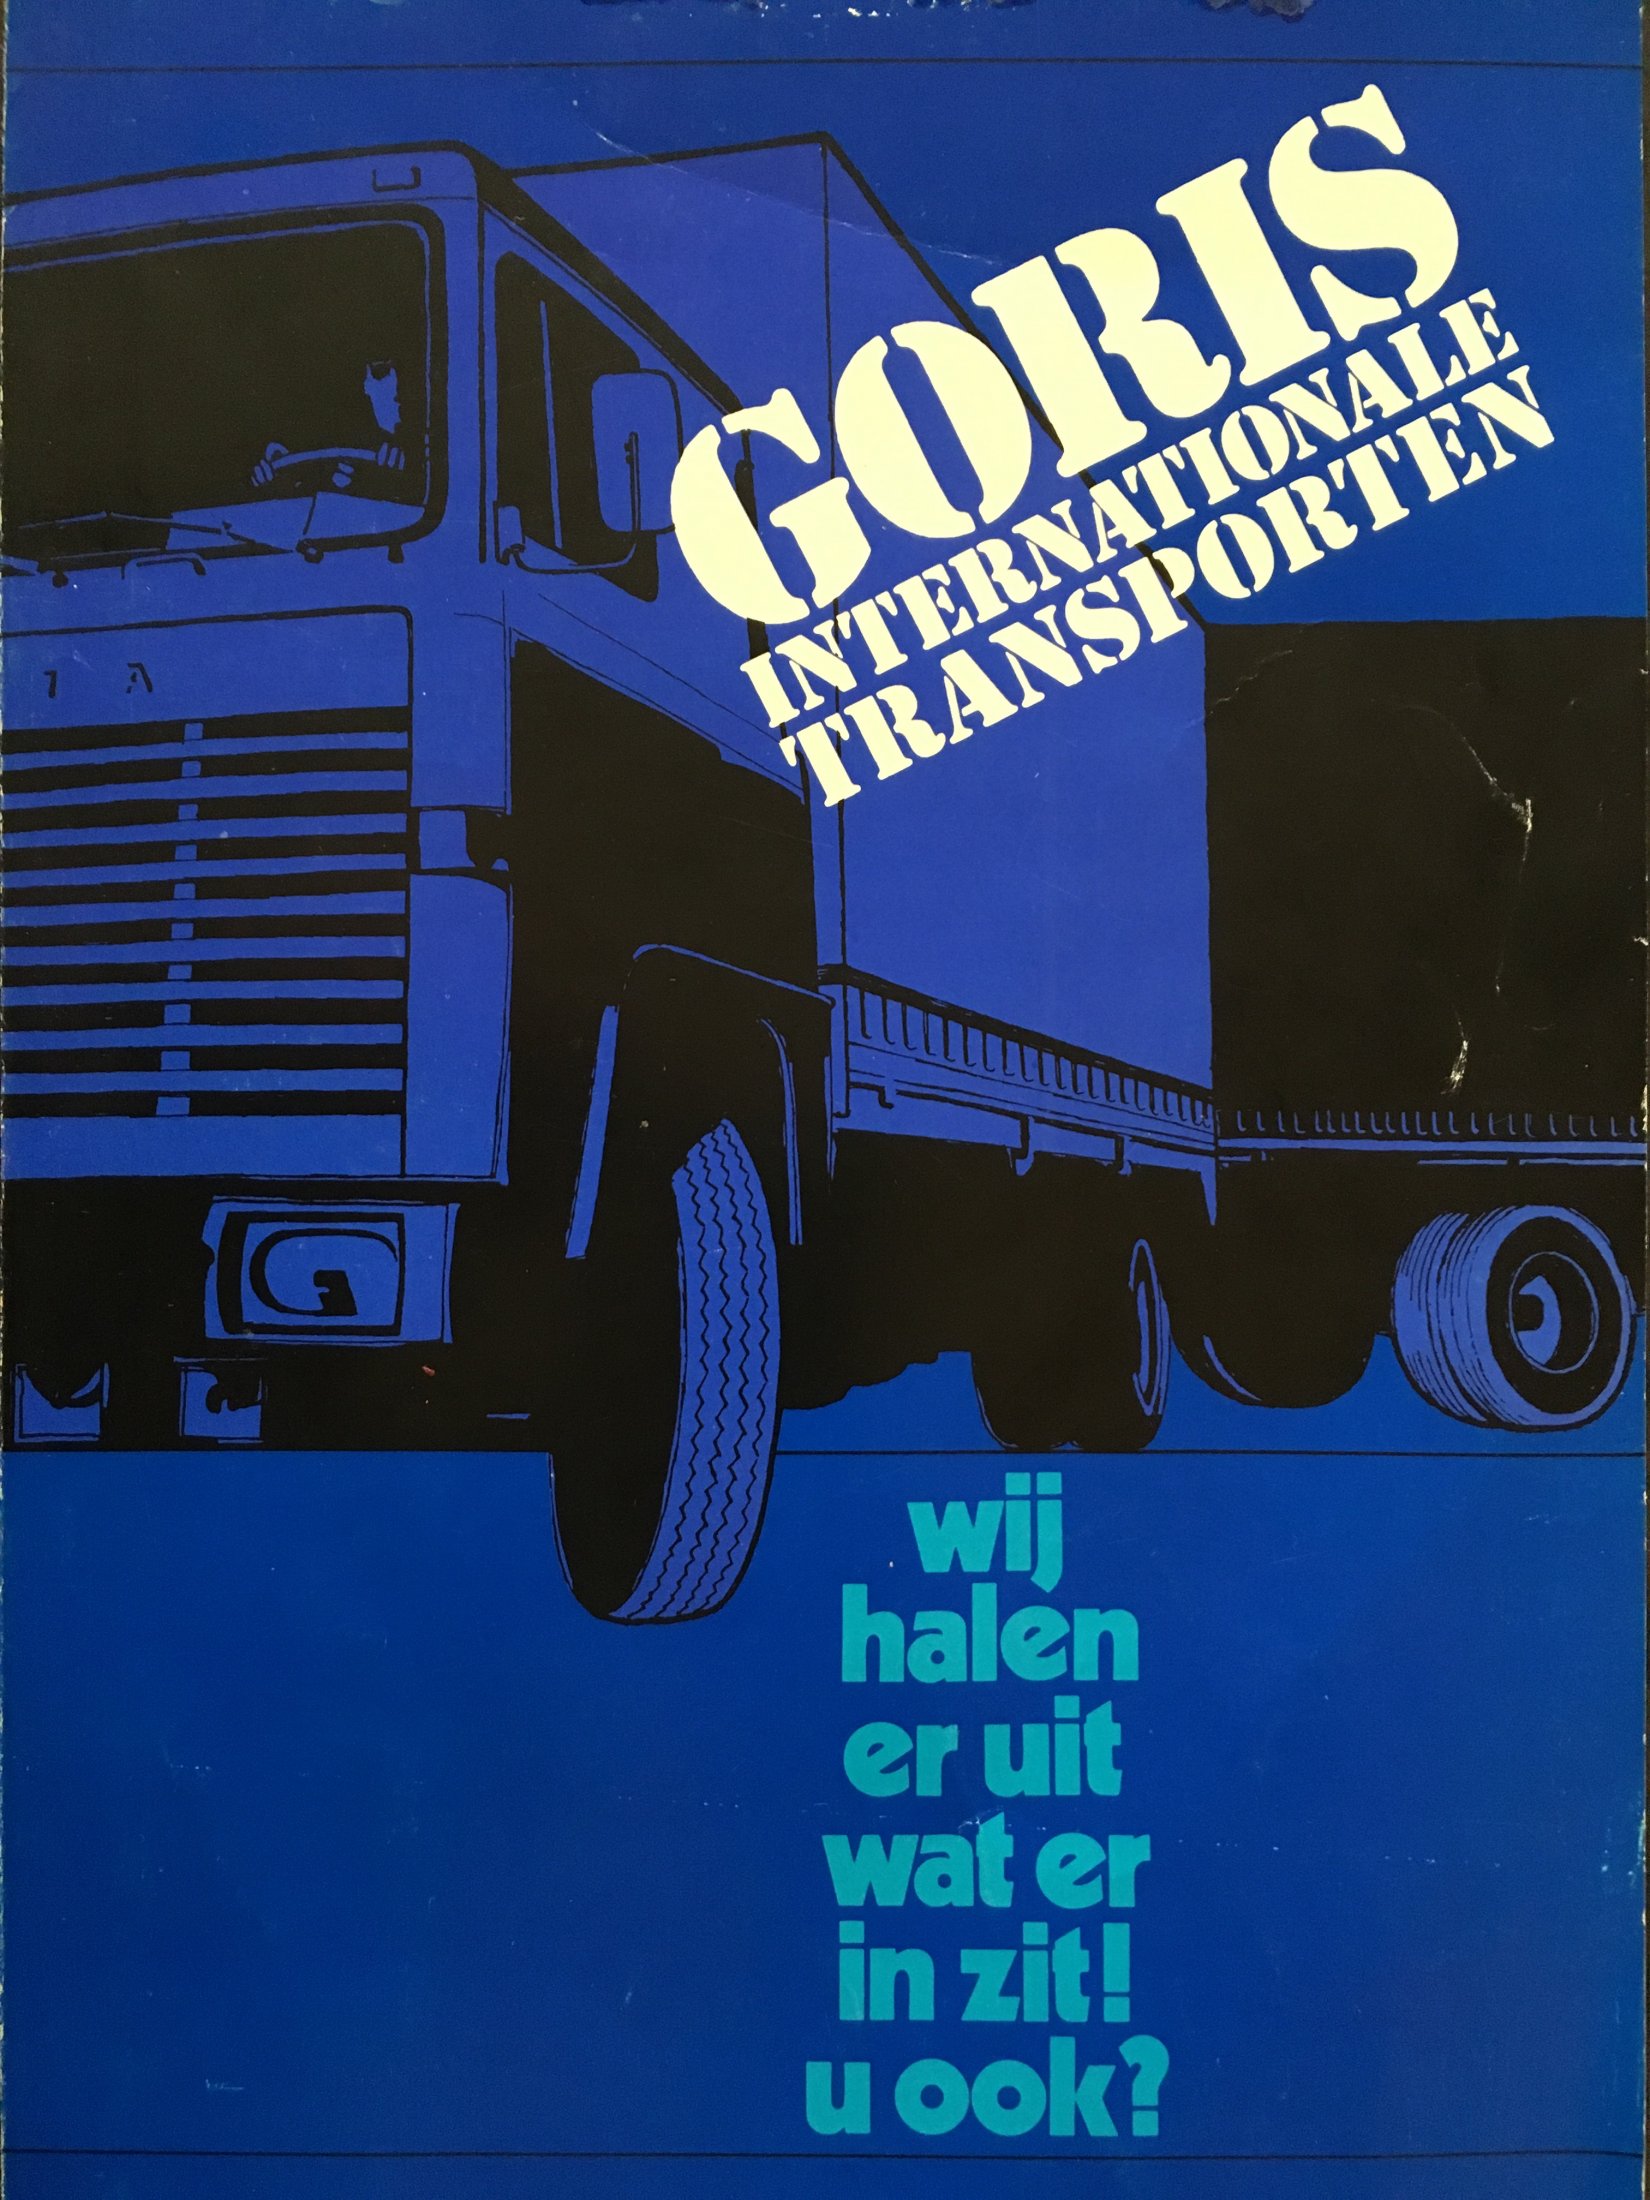 GORIS
INTERNATIONALE
TRANSPORTEN
I A
wij
halen
er uit
wat er
in zit!
u ook?